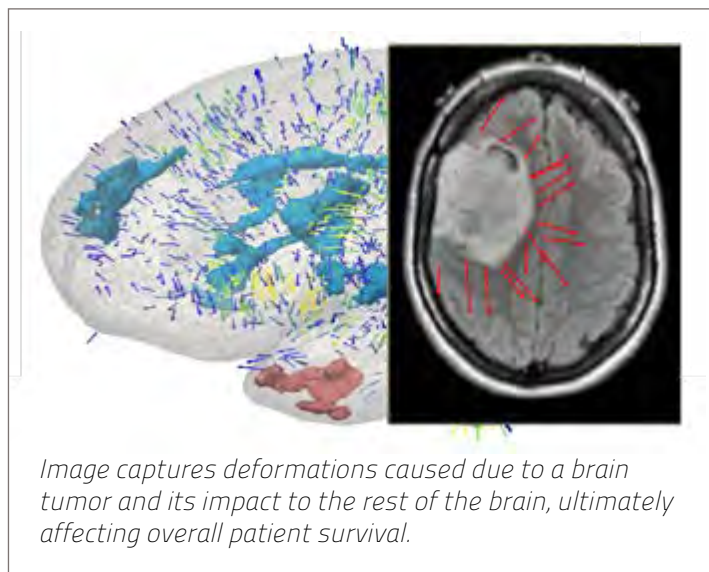 Image captures deformations caused due to a brain
tumor and its impact to the rest of the brain, ultimately
affecting overall patient survival.